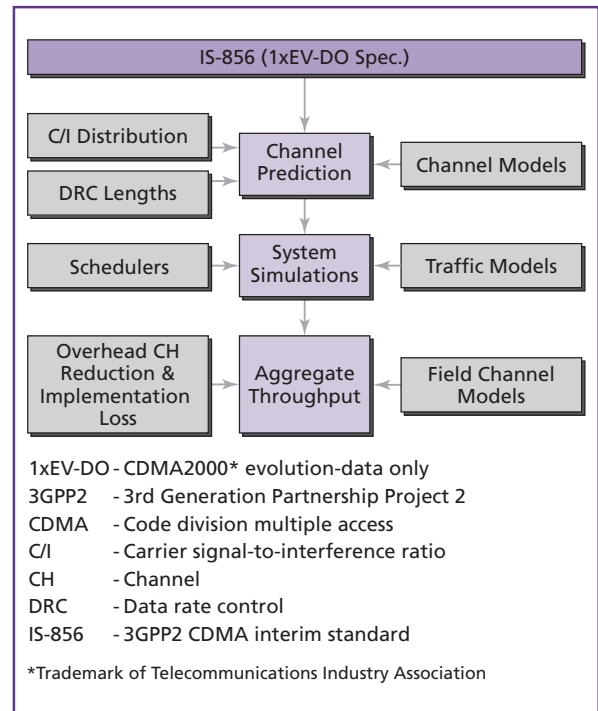 IS-856 (1xEV-DO Spec.)
C/I Distribution
DRC Lengths
Channel
Prediction
Channel Models
Schedulers
System
Simulations
Traffic Models
Overhead CH
Reduction &
Implementation
Loss
Aggregate
Throughput
Field Channel
Models
1xEV-DO - CDMA2000* evolution-data only
3GPP2 - 3rd Generation Partnership Project 2
CDMA - Code division multiple access
C/I - Carrier signal-to-interference ratio
CH - Channel
DRC - Data rate control
IS-856 - 3GPP2 CDMA interim standard
*Trademark of Telecommunications Industry Association